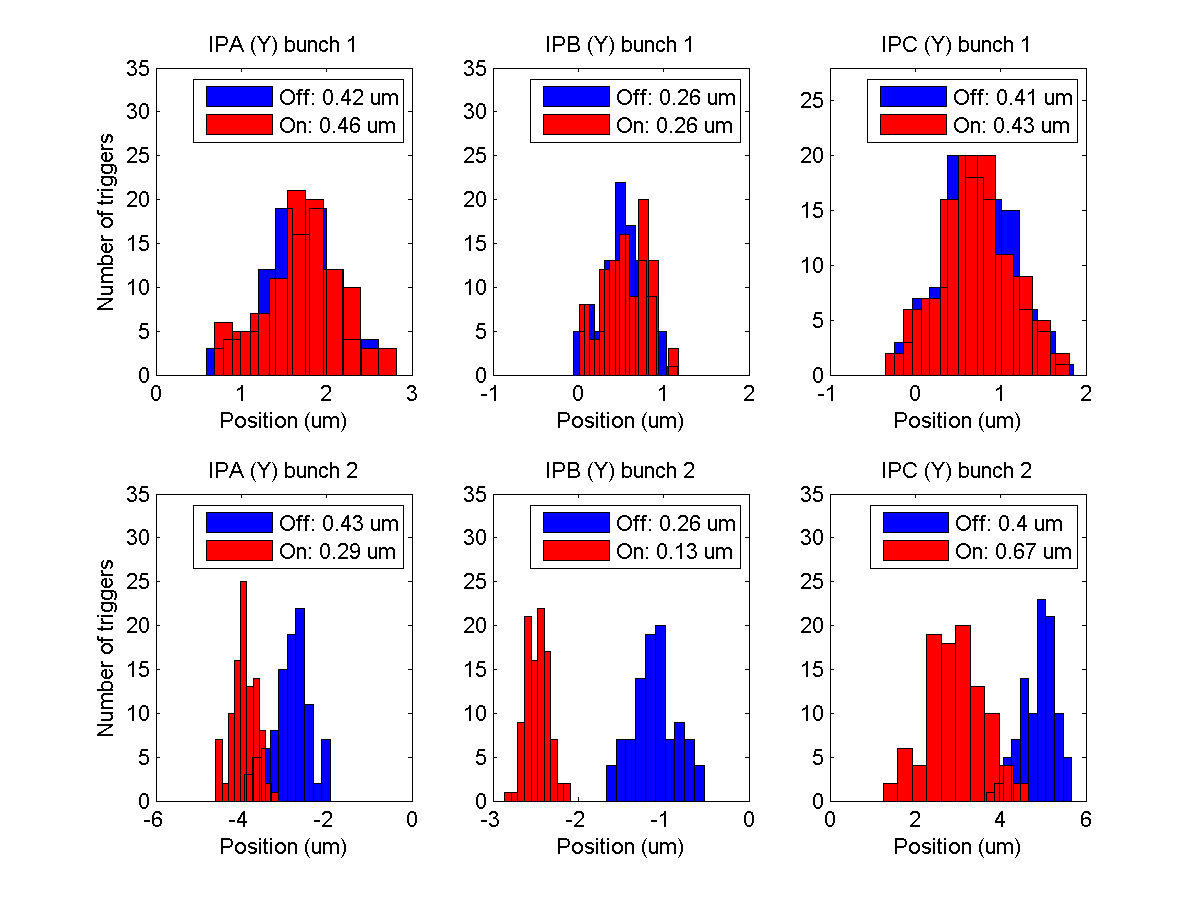 IPA (Y) bunch 1
IPB (Y) bunch 1
IPC (Y) bunch 1
Number of triggers
35
30
25
20
15
10
5
0
Off: 0.42 um
On: 0.46 um
0 1 2 3
Position (um)
35
30
25
20
15
10
5
0
Off: 0.26 um
On: 0.26 um
-1 0 1 2
Position (um)
25
20
15
10
5
0
Off: 0.41 um
On: 0.43 um
-1 0 1 2
Position (um)
IPA (Y) bunch 2
IPB (Y) bunch 2
IPC (Y) bunch 2
Number of triggers
35
30
25
20
15
10
5
0
Off: 0.43 um
On: 0.29 um
-6 -4 -2 0
Position (um)
35
30
25
20
15
10
5
0
Off: 0.26 um
On: 0.13 um
-3 -2 -1 0
Position (um)
35
30
25
20
15
10
5
0
Off: 0.4 um
On: 0.67 um
0 2 4 6
Position (um)